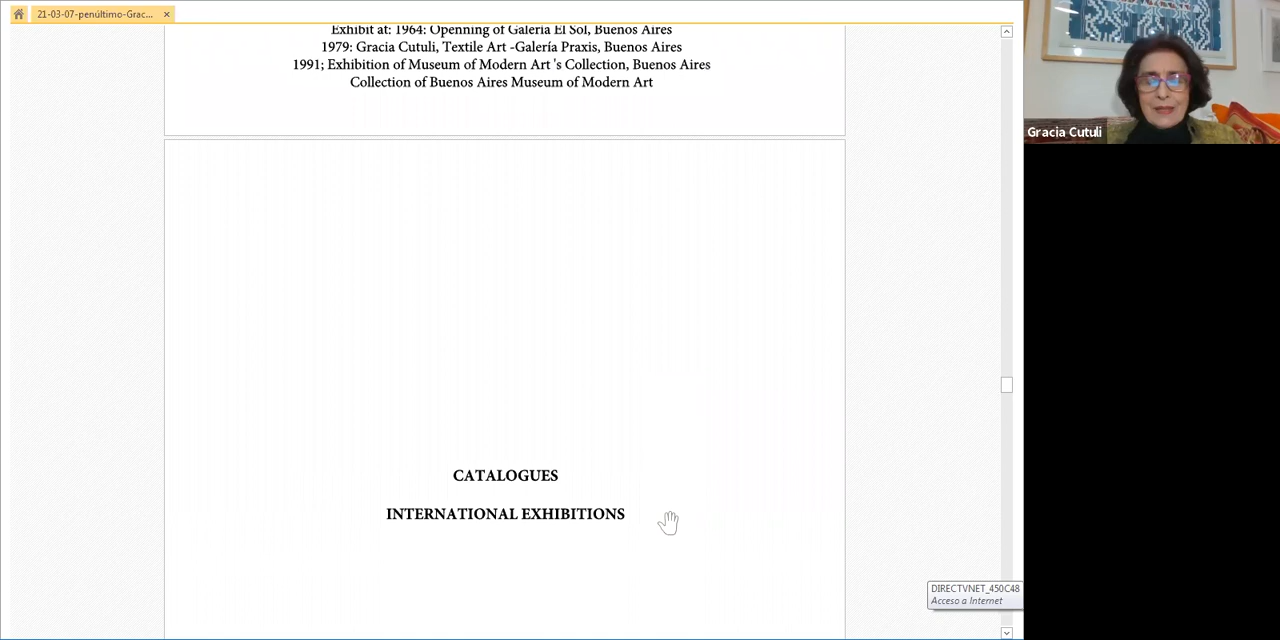 21-03-07-penúltimo-Grac...
Exhibit at: 1964: Openning of Galería El Sol, Buenos Aires
1979: Gracia Cutuli, Textile Art -Galería Praxis, Buenos Aires
1991; Exhibition of Museum of Modern Art 's Collection, Buenos Aires
Collection of Buenos Aires Museum of Modern Art
CATALOGUES
INTERNATIONAL EXHIBITIONS
DIRECTVNET_450C48
Acceso a Internet
Gracia Cutuli